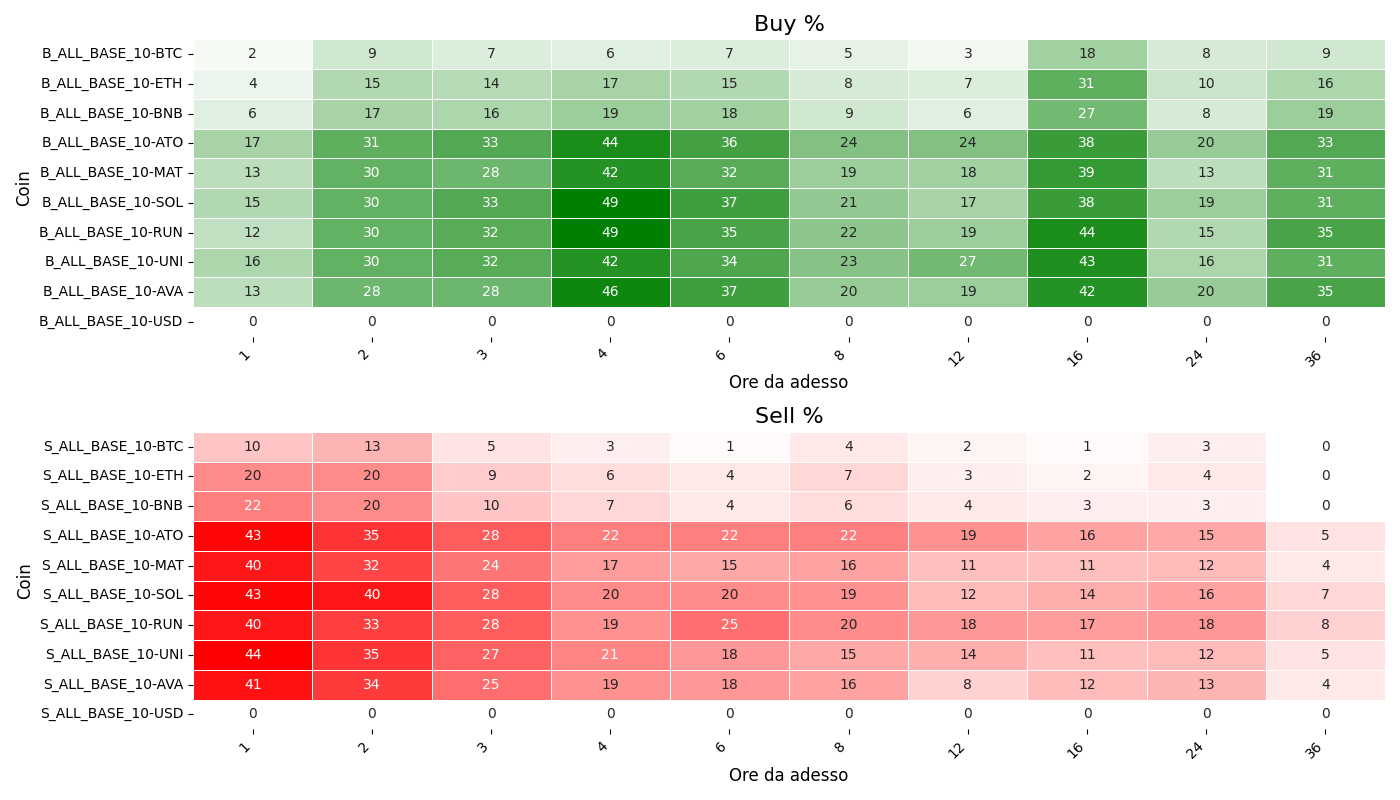 Buy %
Coin
B_ALL_BASE_10-BTC 2 9 7 6 7 5 3 18 8 9
B_ALL_BASE_10-ETH 4 15 14 17 15 8 7 31 10 16
B_ALL_BASE_10-BNB 6 17 16 19 18 9 6 27 8 19
B_ALL_BASE_10-ATO 17 31 33 44 36 24 24 38 20 33
B_ALL_BASE_10-MAT 13 30 28 42 32 19 18 39 13 31
B_ALL_BASE_10-SOL 15 30 33 49 37 21 17 38 19 31
B_ALL_BASE_10-RUN 12 30 32 49 35 22 19 44 15 35
B_ALL_BASE_10-UNI 16 30 32 42 34 23 27 43 16 31
B_ALL_BASE_10-AVA 13 28 28 46 37 20 19 42 20 35
B_ALL_BASE_10-USD 0 0 0 0 0 0 0 0 0 0
1 2 3 4 6 8 12 16 24 36
Ore da adesso
Sell %
Coin
S_ALL_BASE_10-BTC 10 13 5 3 1 4 2 1 3 0
S_ALL_BASE_10-ETH 20 20 9 6 4 7 3 2 4 0
S_ALL_BASE_10-BNB 22 20 10 7 4 6 4 3 3 0
S_ALL_BASE_10-ATO 43 35 28 22 22 22 19 16 15 5
S_ALL_BASE_10-MAT 40 32 24 17 15 16 11 11 12 4
S_ALL_BASE_10-SOL 43 40 28 20 20 19 12 14 16 7
S_ALL_BASE_10-RUN 40 33 28 19 25 20 18 17 18 8
S_ALL_BASE_10-UNI 44 35 27 21 18 15 14 11 12 5
S_ALL_BASE_10-AVA 41 34 25 19 18 16 8 12 13 4
S_ALL_BASE_10-USD 0 0 0 0 0 0 0 0 0 0
1 2 3 4 6 8 12 16 24 36
Ore da adesso